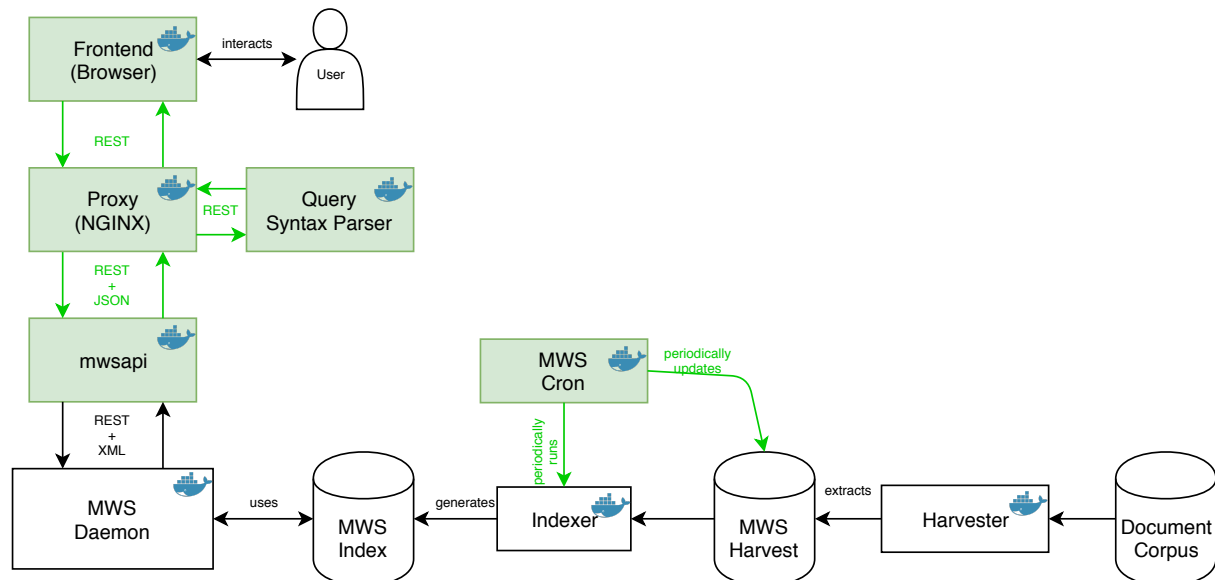 Frontend
(Browser)
interacts
User
REST
Proxy
(NGINX)
REST
Query
Syntax Parser
REST
+
JSON
mwsapi
MWS
Cron
periodically
updates
REST
+
XML
periodically
runs
MWS
Daemon
uses
MWS
Index
generates
Indexer
MWS
Harvest
extracts
Harvester
Document
Corpus